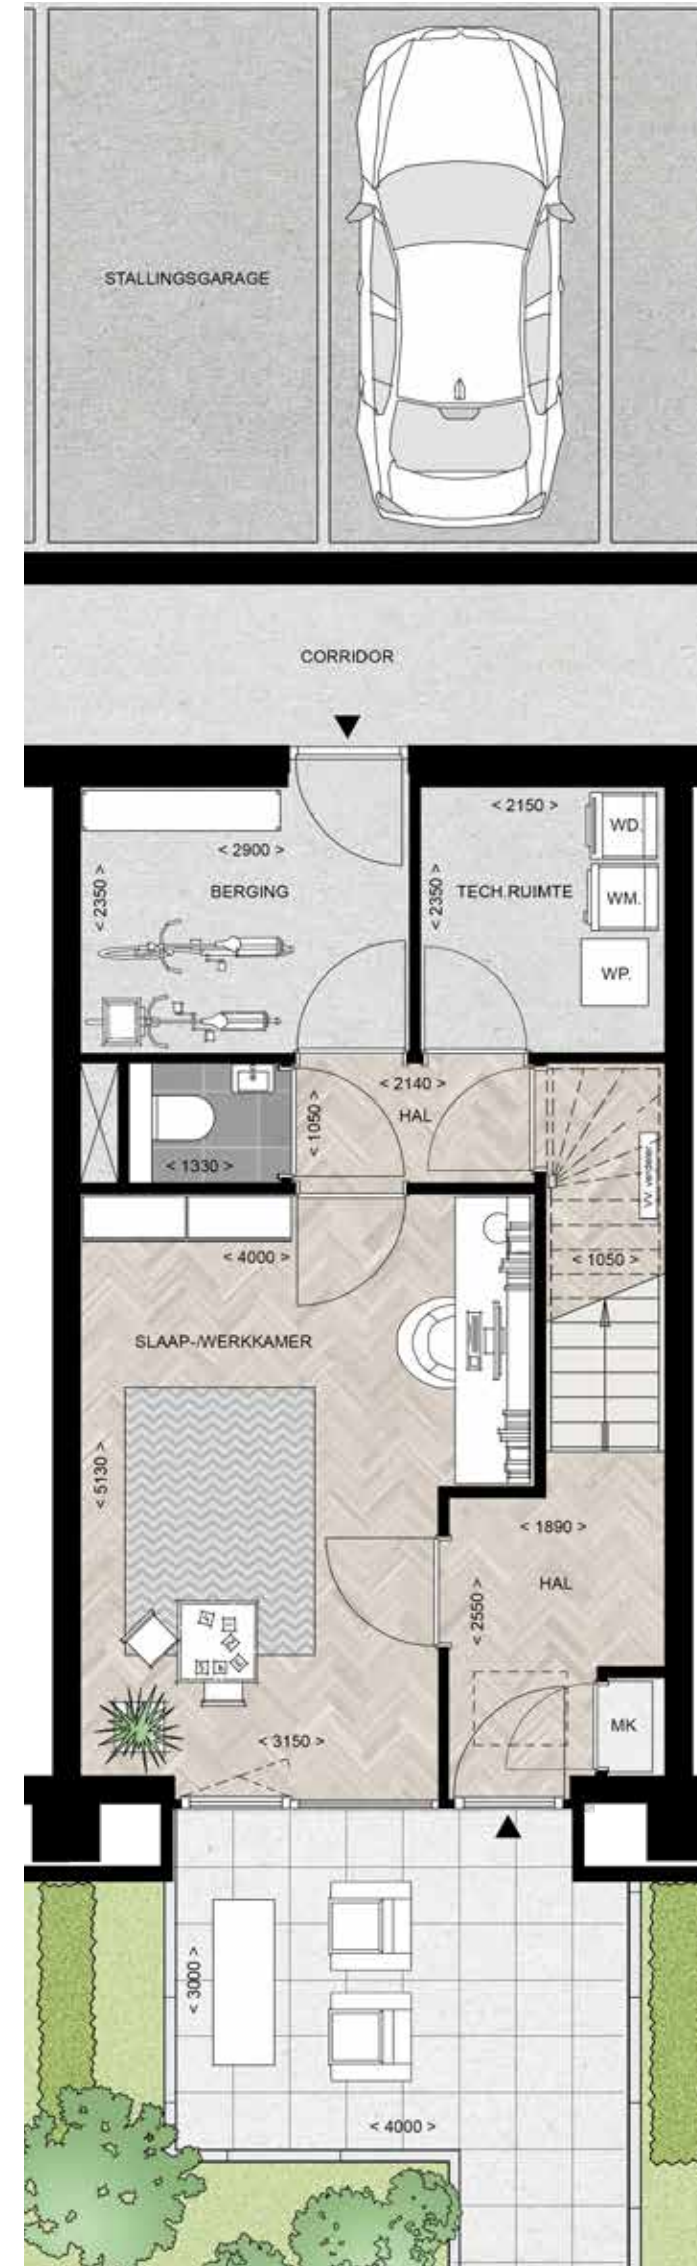 STALLINGSGARAGE
CORRIDOR
< 2150 >
WD.
< 2900 >
BERGING
< 2350 >
< 2350 >
TECH.RUIMTE
WM.
WP.
< 2140 >
HAL
< 1050 >
< 1330 >
VV. verdeler
< 4000 >
< 1050 >
SLAAP-/WERKKAMER
< 5130 >
< 1890 >
HAL
< 2550 >
MK
< 3150 >
< 3000 >
< 4000 >